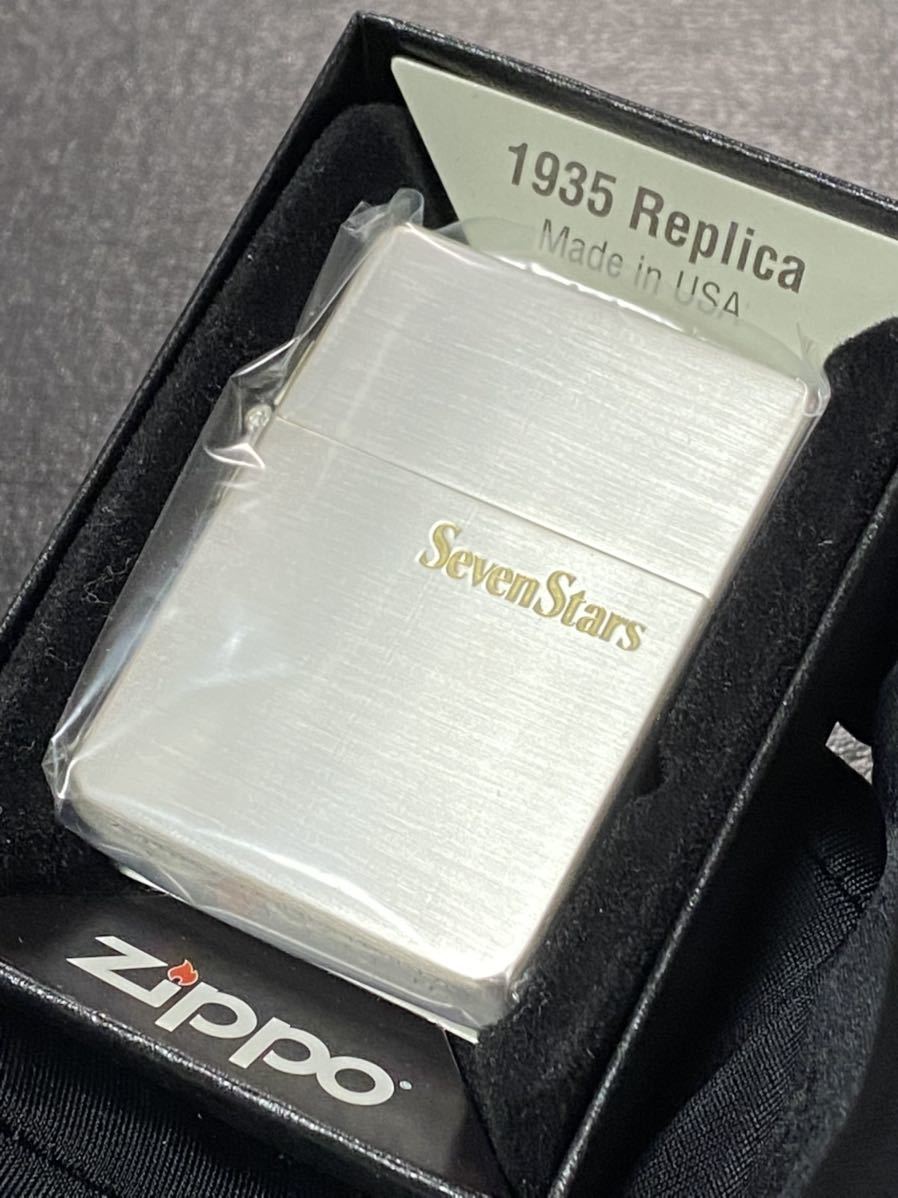 1935 Replica
Made in USA
SevenStars
zippo